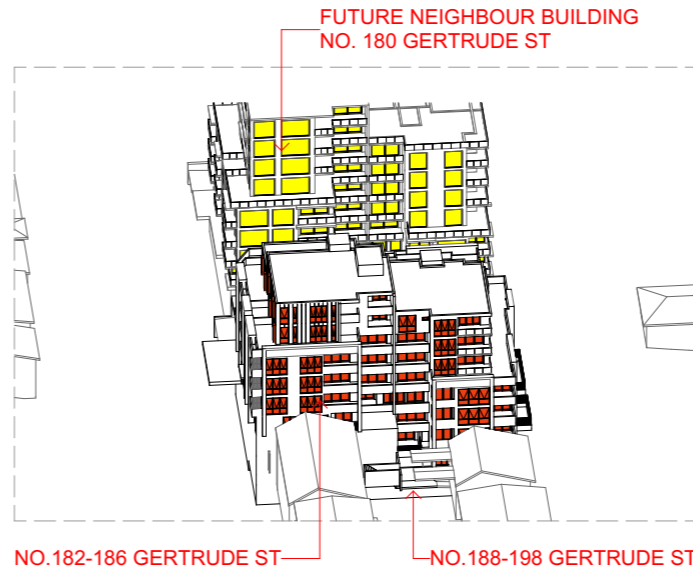 FUTURE NEIGHBOUR BUILDING
NO. 180 GERTRUDE ST
NO.182-186 GERTRUDE ST
NO.188-198 GERTRUDE ST